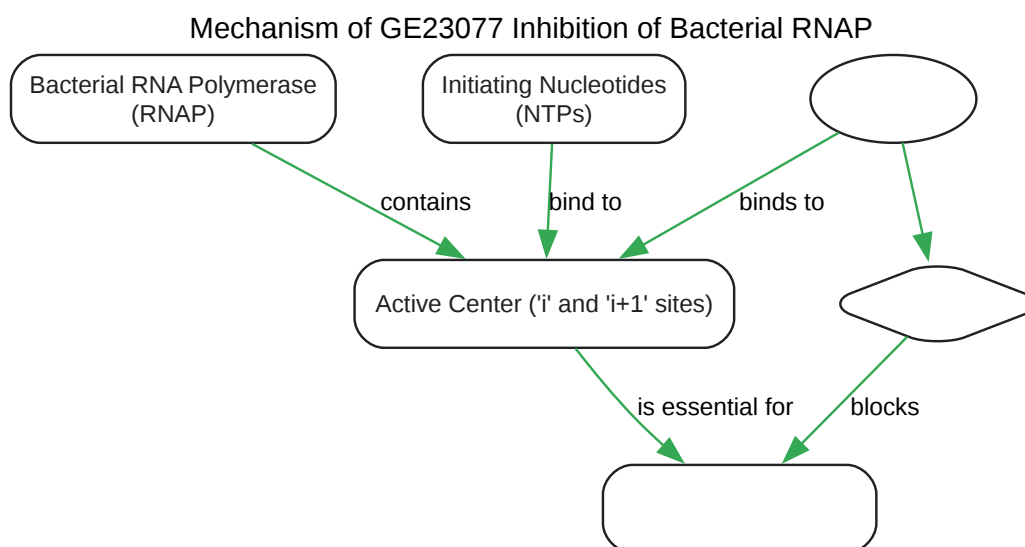 Mechanism of GE23077 Inhibition of Bacterial RNAP
Bacterial RNA Polymerase
(RNAP)
Initiating Nucleotides
(NTPs)
contains
bind to
binds to
Active Center ('i' and 'i+1' sites)
is essential for
blocks